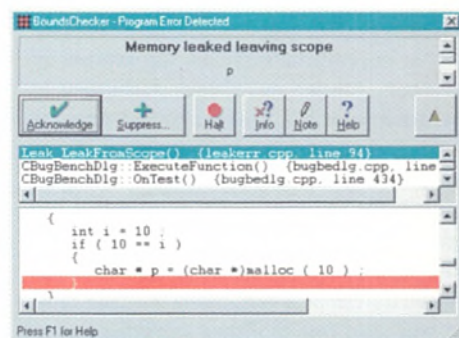 BoundsChecker - Program Error Detected
Memory leaked leaving scope
p
Acknowledge Suppress... Halt Info Note Help
Leak_LeakFromScope() {leakerr.cpp, line 94}
CBugBenchDlg::ExecuteFunction() {bugbedlg.cpp, line
CBugBenchDlg::OnTest() {bugbedlg.cpp, line 434}
{
int i = 10 ;
if ( 10 == i )
{
char * p = (char *)malloc ( 10 ) ;
}
}
Press F1 for Help